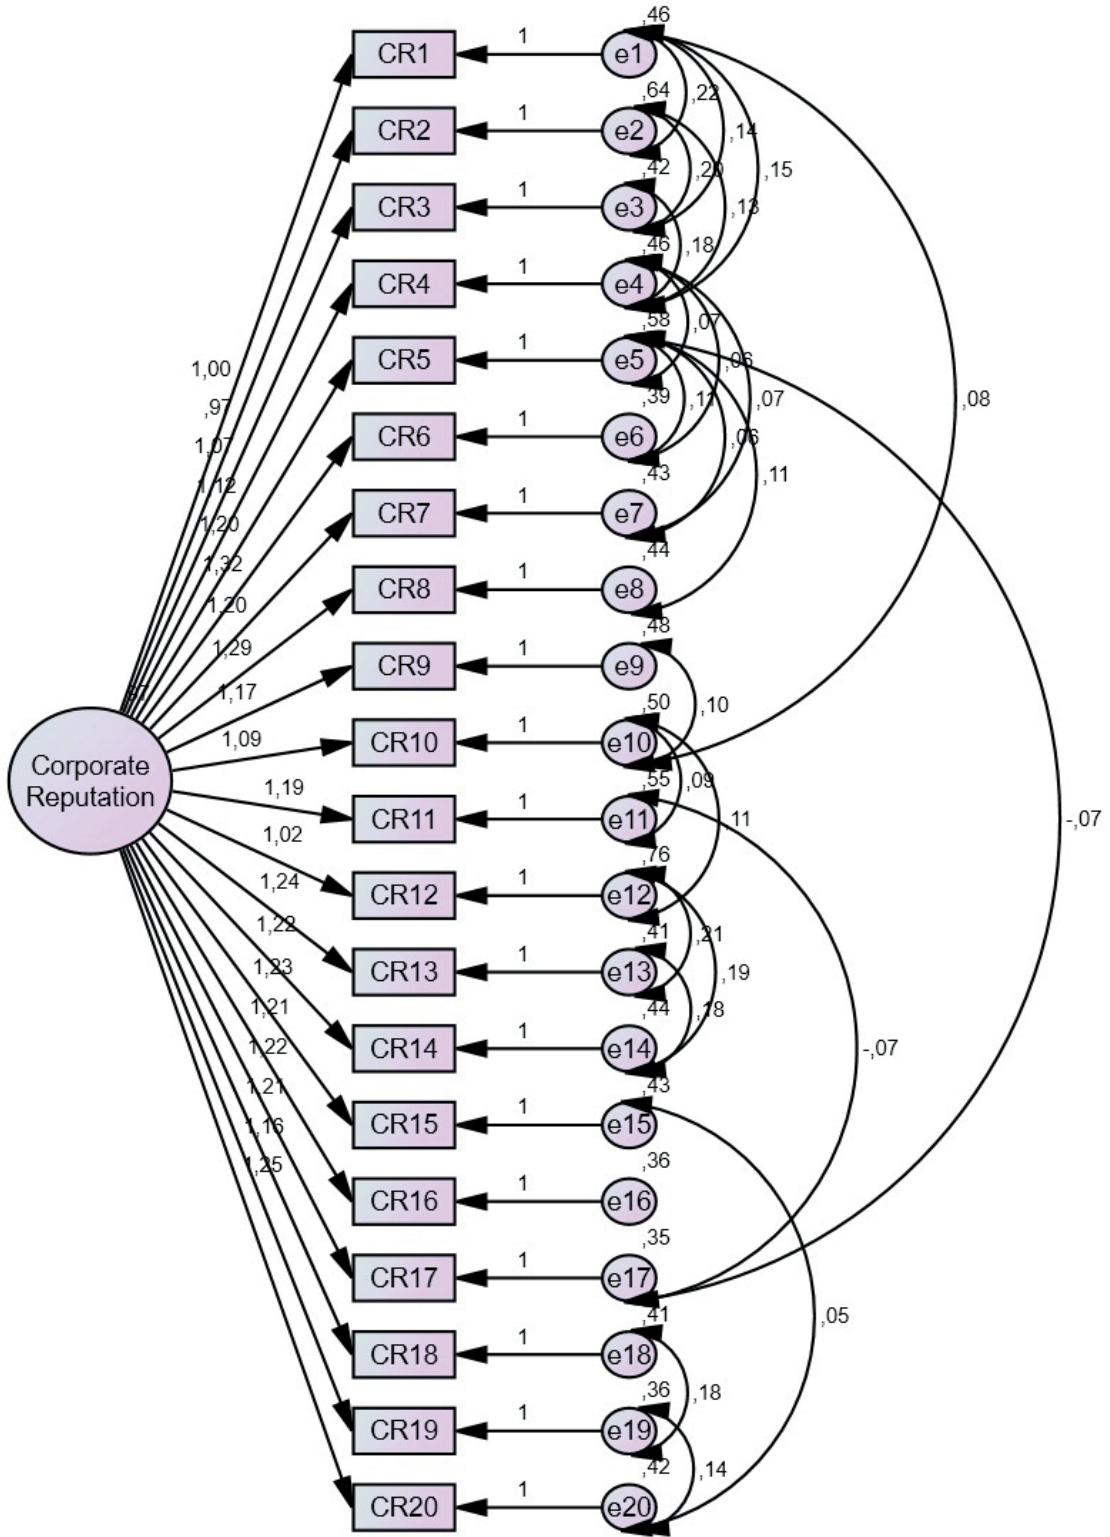 ,46
CR1 1 e1
,64 ,22
CR2 1 e2 ,14
,42 ,20 ,15
CR3 1 e3 ,13
,46 ,18
CR4 1 e4
,58 ,07
CR5 1 e5 ,06
1,00
,39 ,11 ,07 ,08
,97
CR6 1 e6 ,06
1,07
,43 ,11
1,12
CR7 1 e7
1,20
,44
1,32
CR8 1 e8
1,20
,48
1,29
CR9 1 e9
1,17
,50 ,10
1,09
CR10 1 e10
Corporate
Reputation
,55 ,09
1,19
CR11 1 e11 11 -,07
1,02
,76
1,24
CR12 1 e12
1,22
,41 ,21
1,23
CR13 1 e13 ,19
1,21
,44 ,18
1,22
CR14 1 e14 -,07
1,21
,43
1,16
CR15 1 e15
1,25
,36
CR16 1 e16
,35
CR17 1 e17
,41 ,05
CR18 1 e18
,36 ,18
CR19 1 e19
,42 ,14
CR20 1 e20